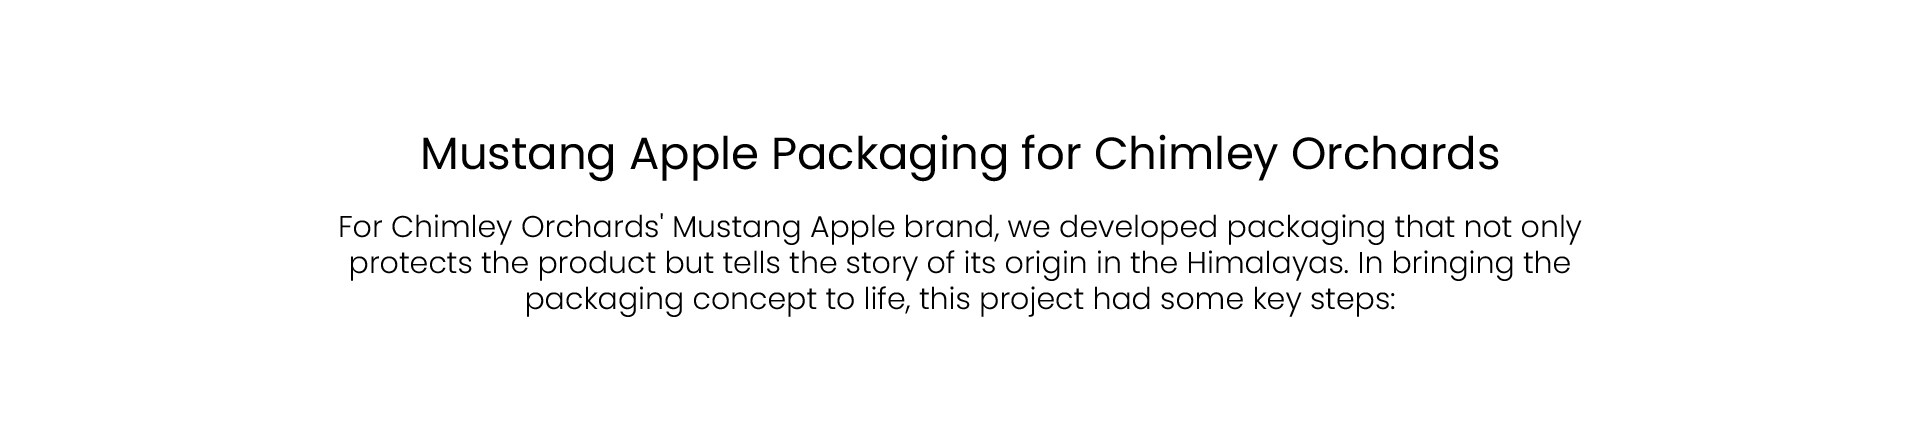 Mustang Apple Packaging for Chimley Orchards
For Chimley Orchards' Mustang Apple brand, we developed packaging that not only
protects the product but tells the story of its origin in the Himalayas. In bringing the
packaging concept to life, this project had some key steps: